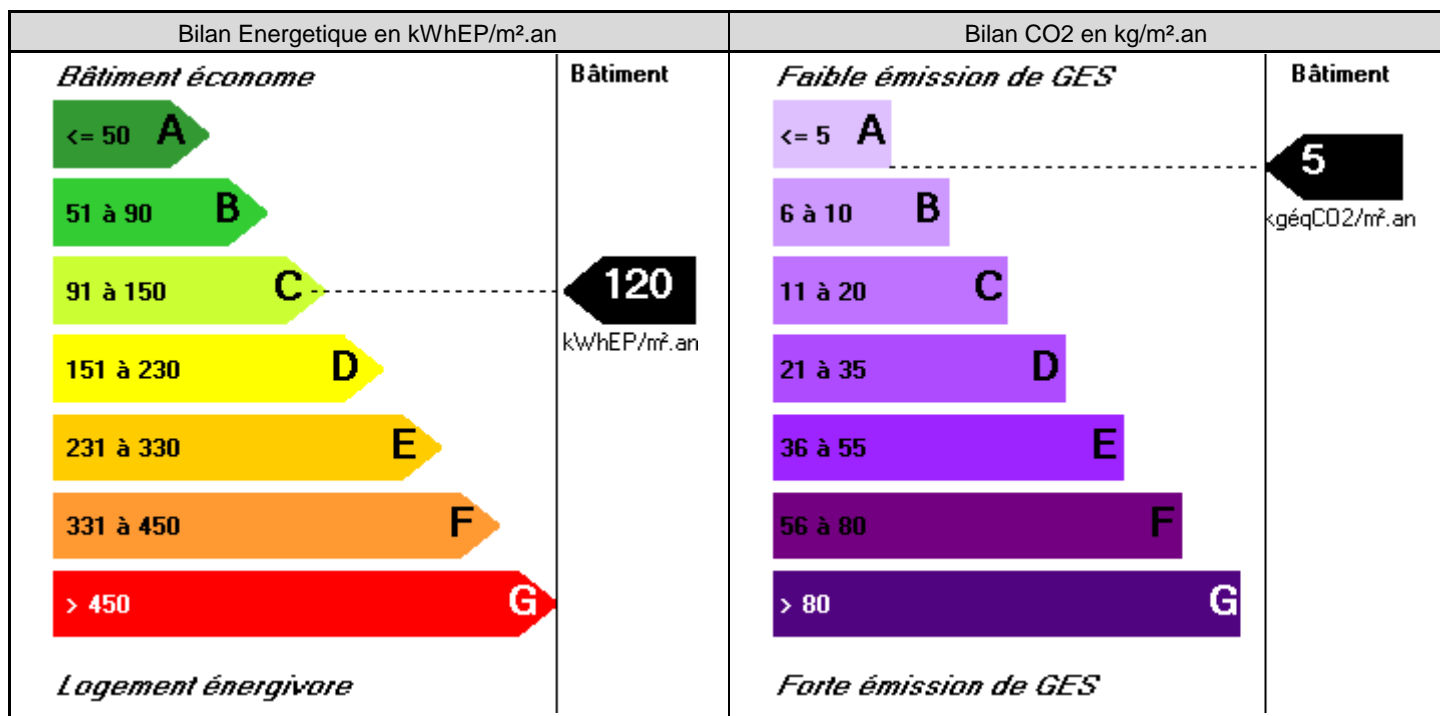 Bilan Energetique en kWhEP/m².an
Bâtiment économe
Bâtiment
<= 50 A
51 à 90 B
91 à 150 C
120
kWhEP/m².an
151 à 230 D
231 à 330 E
331 à 450 F
> 450 G
Logement énergivore
Bilan CO2 en kg/m².an
Faible émission de GES
Bâtiment
<= 5 A
5
kgéqCO2/m².an
6 à 10 B
11 à 20 C
21 à 35 D
36 à 55 E
56 à 80 F
> 80 G
Forte émission de GES